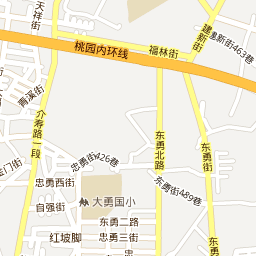 天祥街
建新街
建新街463巷
桃园内环线
福林街
青溪街
介寿路一段
东勇北路
东勇街
忠勇街426巷
忠勇西街
自强街
大勇国小
东勇街489巷
东勇二路
东勇三街
红坡脚